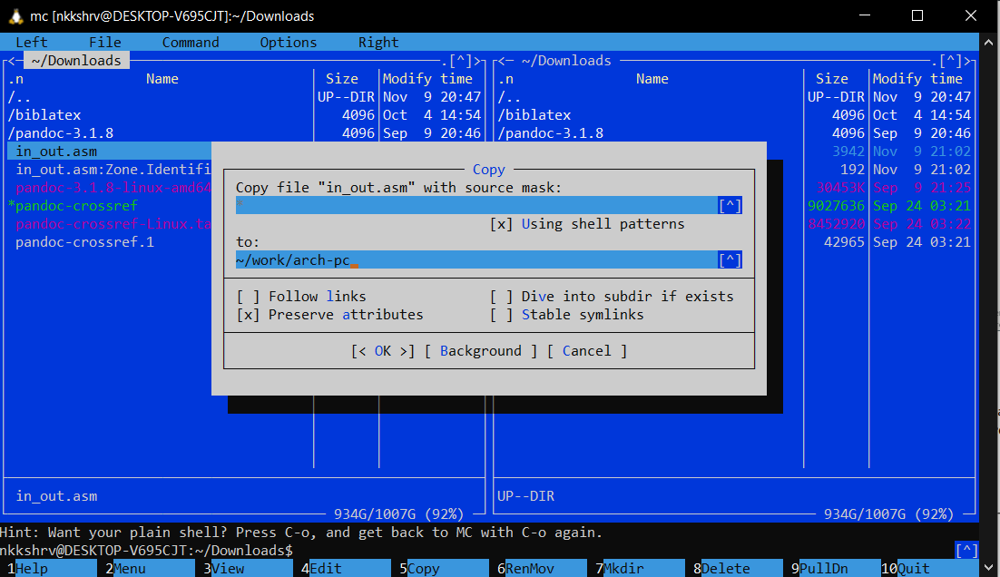 mc [nkkshrv@DESKTOP-V695CJT]:~/Downloads
Left File Command Options Right
<─ ~/Downloads .[^]> <─ ~/Downloads .[^]>
.n Name Size Modify time .n Name Size Modify time
/.. UP--DIR Nov 9 20:47 /.. UP--DIR Nov 9 20:47
/biblatex 4096 Oct 4 14:54 /biblatex 4096 Oct 4 14:54
/pandoc-3.1.8 4096 Sep 9 20:46 /pandoc-3.1.8 4096 Sep 9 20:46
in_out.asm 3942 Nov 9 21:02
in_out.asm:Zone.Identifi Copy 192 Nov 9 21:02
pandoc-3.1.8-linux-amd64 Copy file "in_out.asm" with source mask: 30453K Sep 9 21:25
*pandoc-crossref * [^] 9027636 Sep 24 03:21
pandoc-crossref-Linux.ta [x] Using shell patterns 8452920 Sep 24 03:22
pandoc-crossref.1 to: 42965 Sep 24 03:21
~/work/arch-pc [^]
[ ] Follow links [ ] Dive into subdir if exists
[x] Preserve attributes [ ] Stable symlinks
[< OK >] [ Background ] [ Cancel ]
in_out.asm UP--DIR
934G/1007G (92%) 934G/1007G (92%)
Hint: Want your plain shell? Press C-o, and get back to MC with C-o again.
nkkshrv@DESKTOP-V695CJT:~/Downloads$ [^]
1Help 2Menu 3View 4Edit 5Copy 6RenMov 7Mkdir 8Delete 9PullDn 10Quit